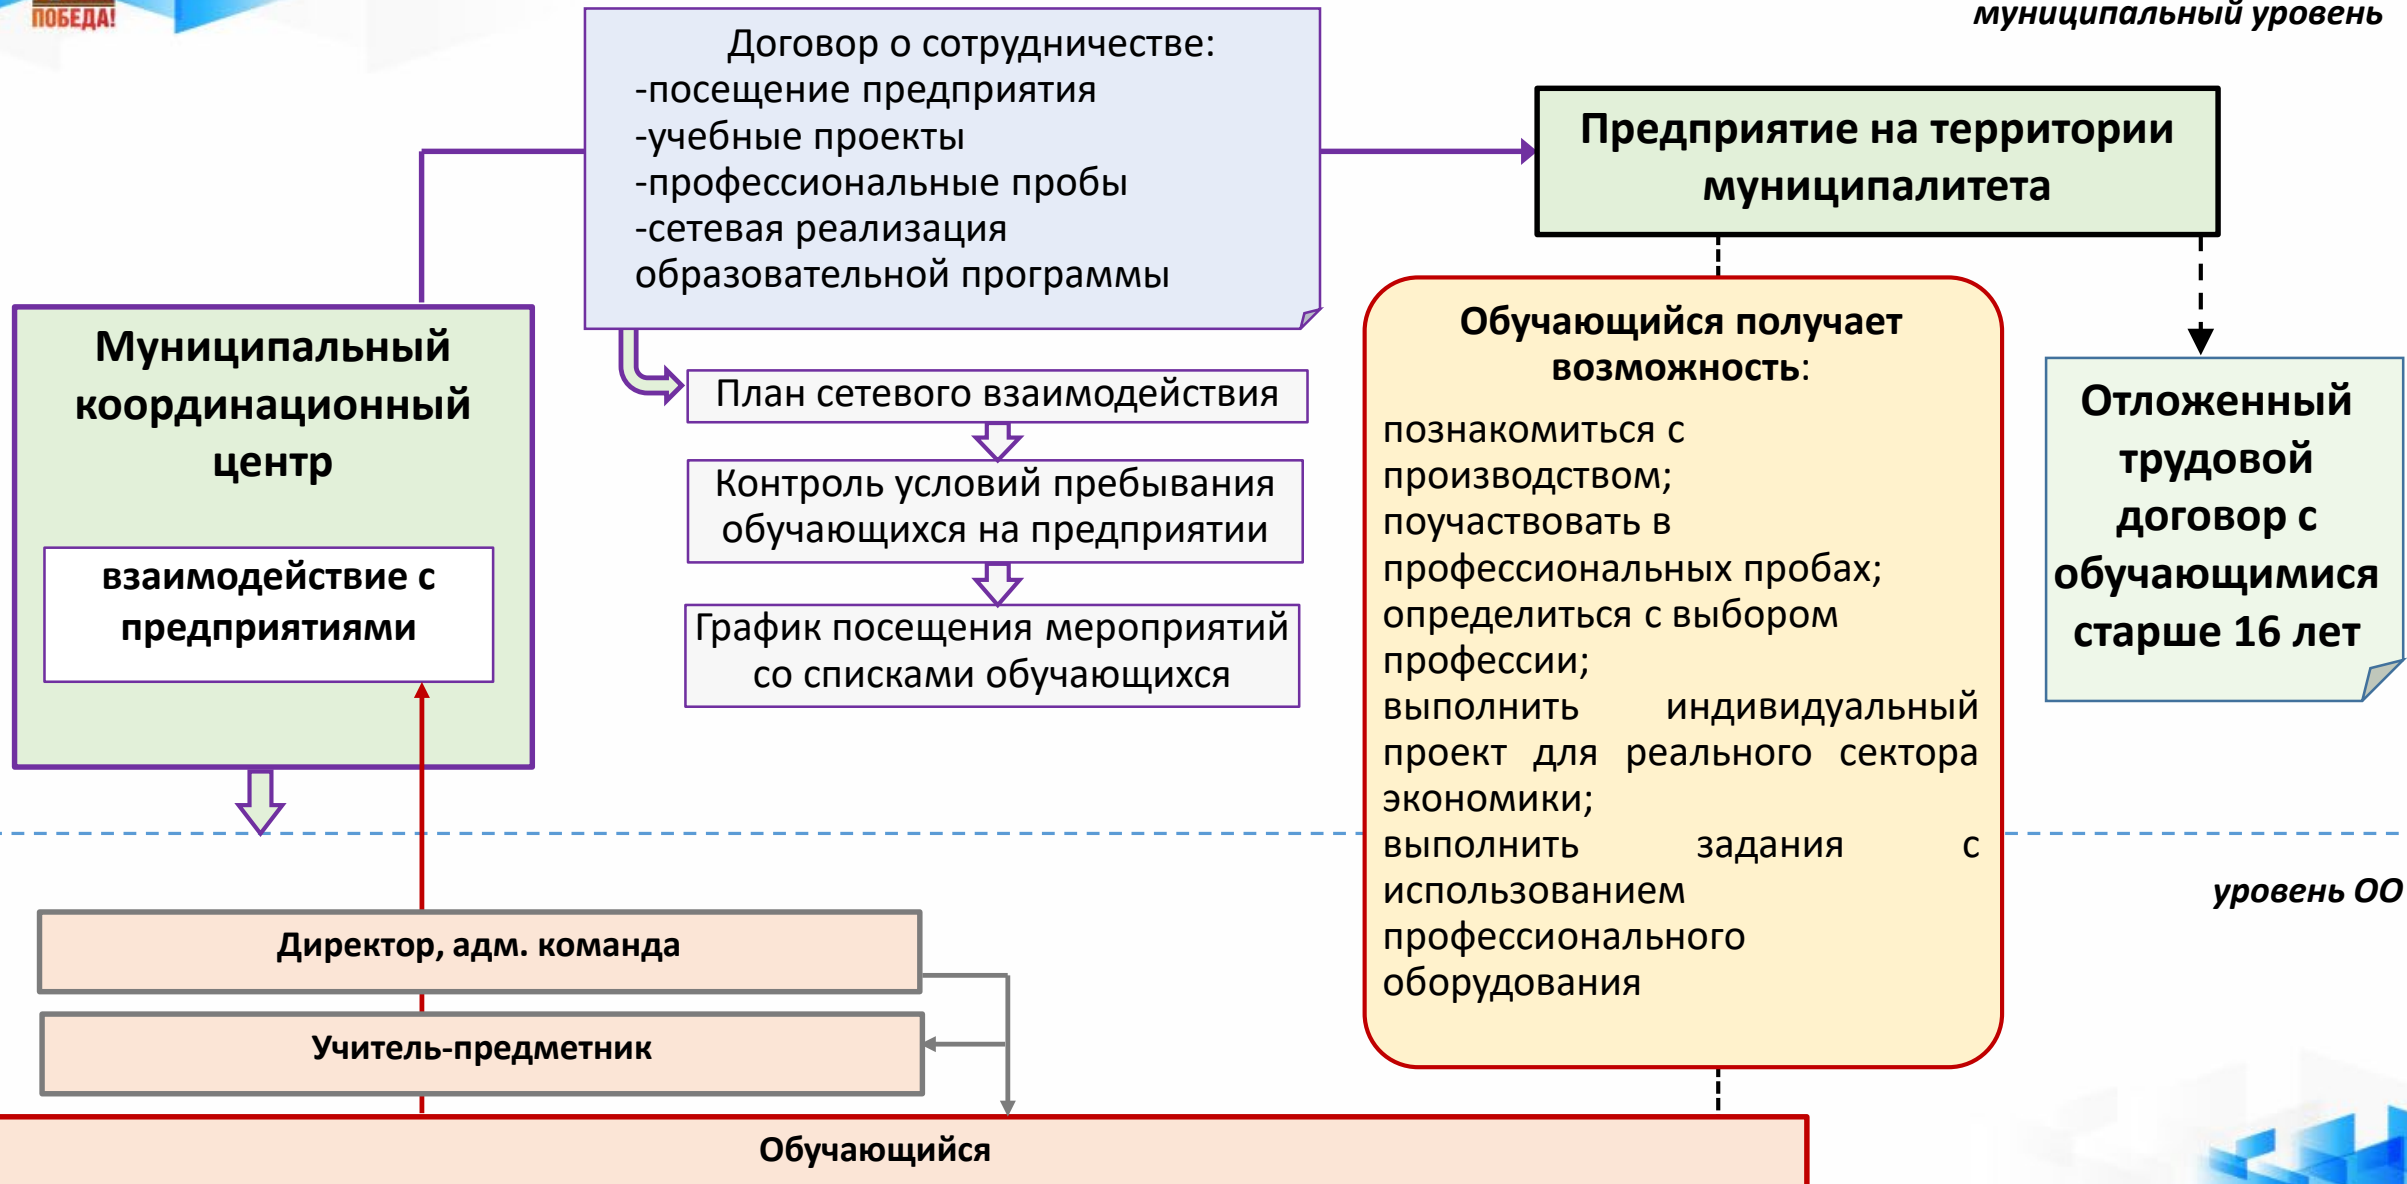 ПОБЕДА!
муниципальный уровень
Договор о сотрудничестве:
-посещение предприятия
-учебные проекты
-профессиональные пробы
-сетевая реализация
образовательной программы
Предприятие на территории
муниципалитета
Муниципальный
координационный
центр
взаимодействие с
предприятиями
План сетевого взаимодействия
Контроль условий пребывания
обучающихся на предприятии
График посещения мероприятий
со списками обучающихся
Обучающийся получает
возможность:
познакомиться с
производством;
поучаствовать в
профессиональных пробах;
определиться с выбором
профессии;
выполнить индивидуальный
проект для реального сектора
экономики;
выполнить задания с
использованием
профессионального
оборудования
Отложенный
трудовой
договор с
обучающимися
старше 16 лет
уровень ОО
Директор, адм. команда
Учитель-предметник
Обучающийся